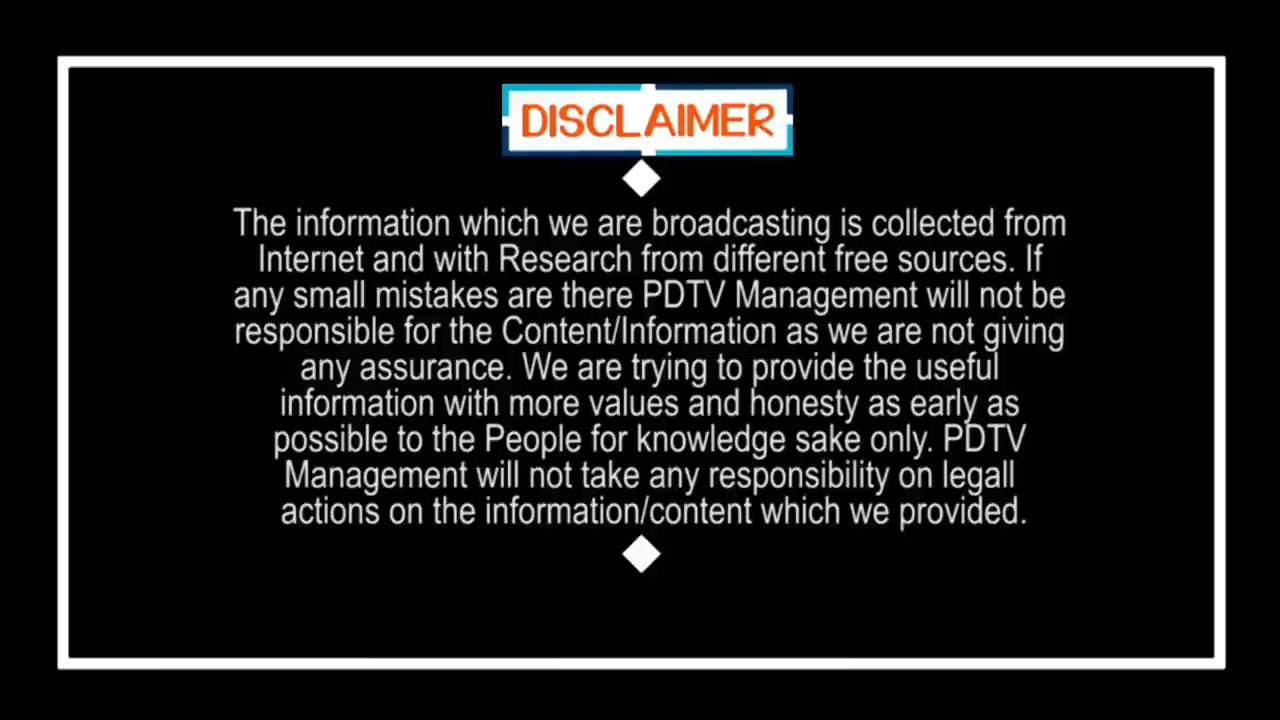 DISCLAIMER
The information which we are broadcasting is collected from
Internet and with Research from different free sources. If
any small mistakes are there PDTV Management will not be
responsible for the Content/Information as we are not giving
any assurance. We are trying to provide the useful
information with more values and honesty as early as
possible to the People for knowledge sake only. PDTV
Management will not take any responsibility on legall
actions on the information/content which we provided.